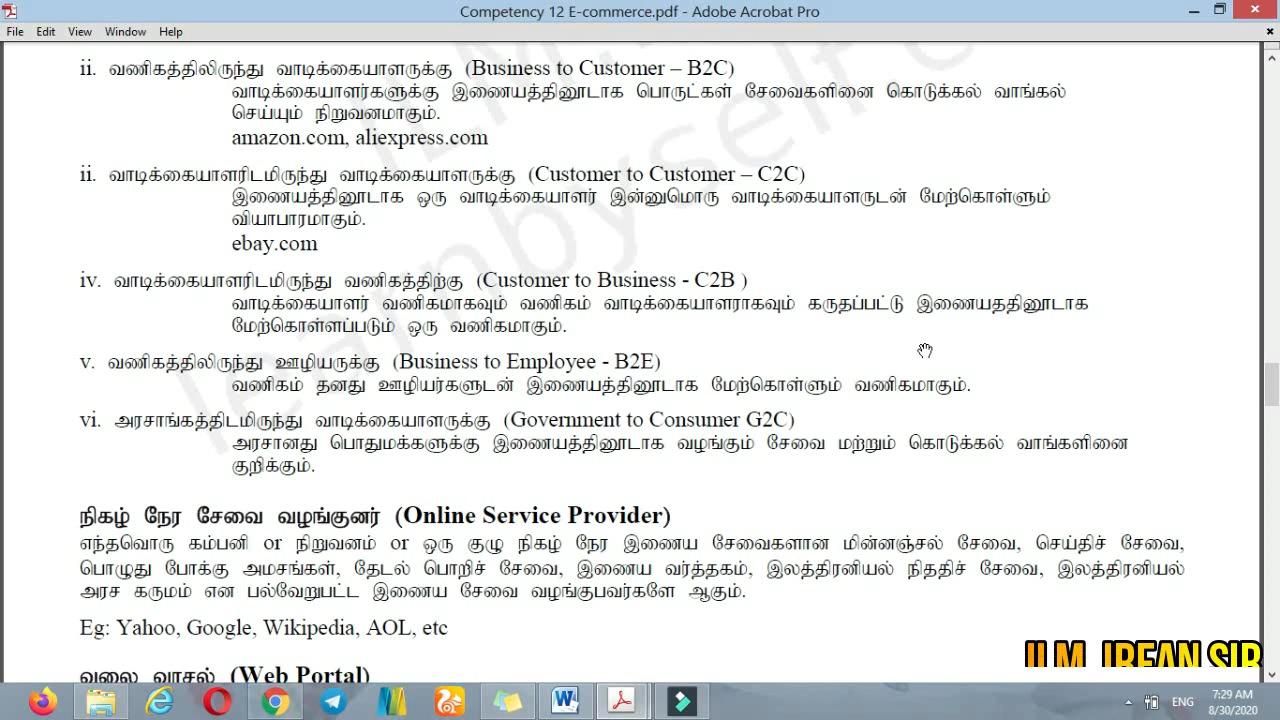 Competency 12 E-commerce.pdf - Adobe Acrobat Pro
File Edit View Window Help
ii. வணிகத்திலிருந்து வாடிக்கையாளருக்கு (Business to Customer – B2C)
வாடிக்கையாளர்களுக்கு இணையத்தினூடாக பொருட்கள் சேவைகளினை கொடுக்கல் வாங்கல்
செய்யும் நிறுவனமாகும்.
amazon.com, aliexpress.com
ii. வாடிக்கையாளரிடமிருந்து வாடிக்கையாளருக்கு (Customer to Customer – C2C)
இணையத்தினூடாக ஒரு வாடிக்கையாளர் இன்னுமொரு வாடிக்கையாளருடன் மேற்கொள்ளும்
வியாபாரமாகும்.
ebay.com
iv. வாடிக்கையாளரிடமிருந்து வணிகத்திற்கு (Customer to Business - C2B )
வாடிக்கையாளர் வணிகமாகவும் வணிகம் வாடிக்கையாளராகவும் கருதப்பட்டு இணையததினூடாக
மேற்கொள்ளப்படும் ஒரு வணிகமாகும்.
v. வணிகத்திலிருந்து ஊழியருக்கு (Business to Employee - B2E)
வணிகம் தனது ஊழியர்களுடன் இணையத்தினூடாக மேற்கொள்ளும் வணிகமாகும்.
vi. அரசாங்கத்திடமிருந்து வாடிக்கையாளருக்கு (Government to Consumer G2C)
அரசானது பொதுமக்களுக்கு இணையத்தினூடாக வழங்கும் சேவை மற்றும் கொடுக்கல் வாங்களினை
குறிக்கும்.
நிகழ் நேர சேவை வழங்குனர் (Online Service Provider)
எந்தவொரு கம்பனி or நிறுவனம் or ஒரு குழு நிகழ் நேர இணைய சேவைகளான மின்னஞ்சல் சேவை, செய்திச் சேவை,
பொழுது போக்கு அமசங்கள், தேடல் பொறிச் சேவை, இணைய வர்த்தகம், இலத்திரனியல் நிததிச் சேவை, இலத்திரனியல்
அரச கருமம் என பல்வேறுபட்ட இணைய சேவை வழங்குபவர்களே ஆகும்.
Eg: Yahoo, Google, Wikipedia, AOL, etc
வலை வாசல் (Web Portal)
learnbyself
ILM IRFAN SIR
ENG
7:29 AM
8/30/2020